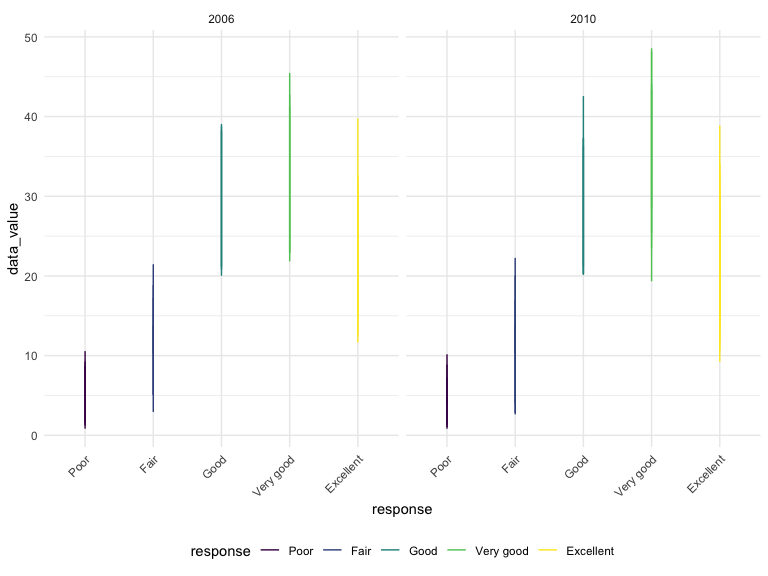 2006 2010
50
40
30
20
10
0
data_value
Poor Fair Good Very good Excellent Poor Fair Good Very good Excellent
response
response Poor Fair Good Very good Excellent